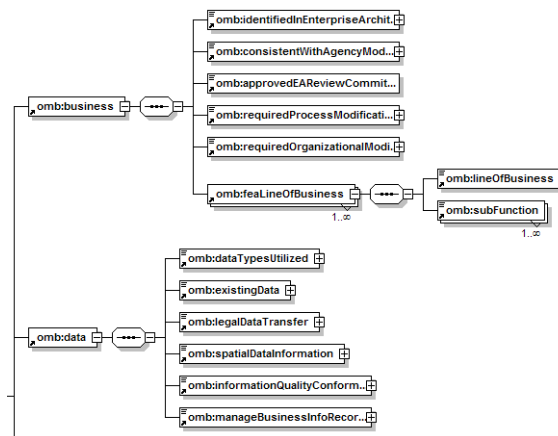 omb:identifiedInEnterpriseArchit..
omb:consistentWithAgencyMod...
omb:business
omb:approvedEAReviewCommit...
omb:requiredProcessModificati...
omb:requiredOrganizationalModi..
omb:feaLineOfBusiness
omb:lineOfBusiness
omb:subFunction
1..∞
1..∞
omb:dataTypesUtilized
omb:existingData
omb:legalDataTransfer
omb:data
omb:spatialDataInformation
omb:informationQualityConform...
omb:manageBusinessInfoRecor...